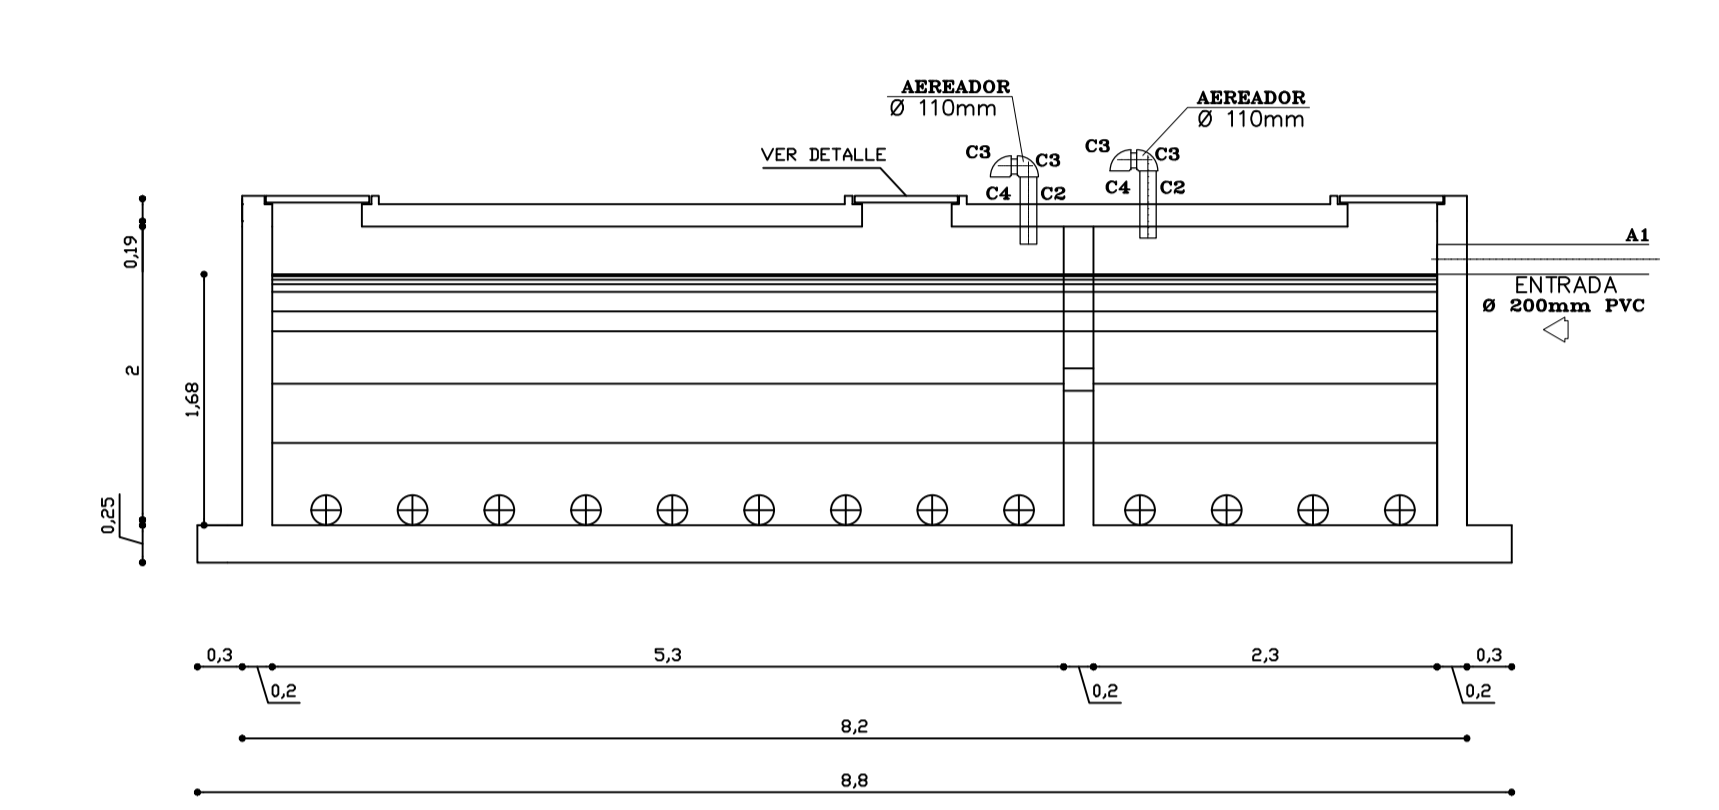 AEREADOR
Ø 110mm
AEREADOR
Ø 110mm
VER DETALLE
C3
C3
C4
C2
C3
C3
C4
C2
A1
ENTRADA
Ø 200mm PVC
0,19
2
1,68
0,25
0,3
5,3
2,3
0,3
0,2
0,2
0,2
8,2
8,8